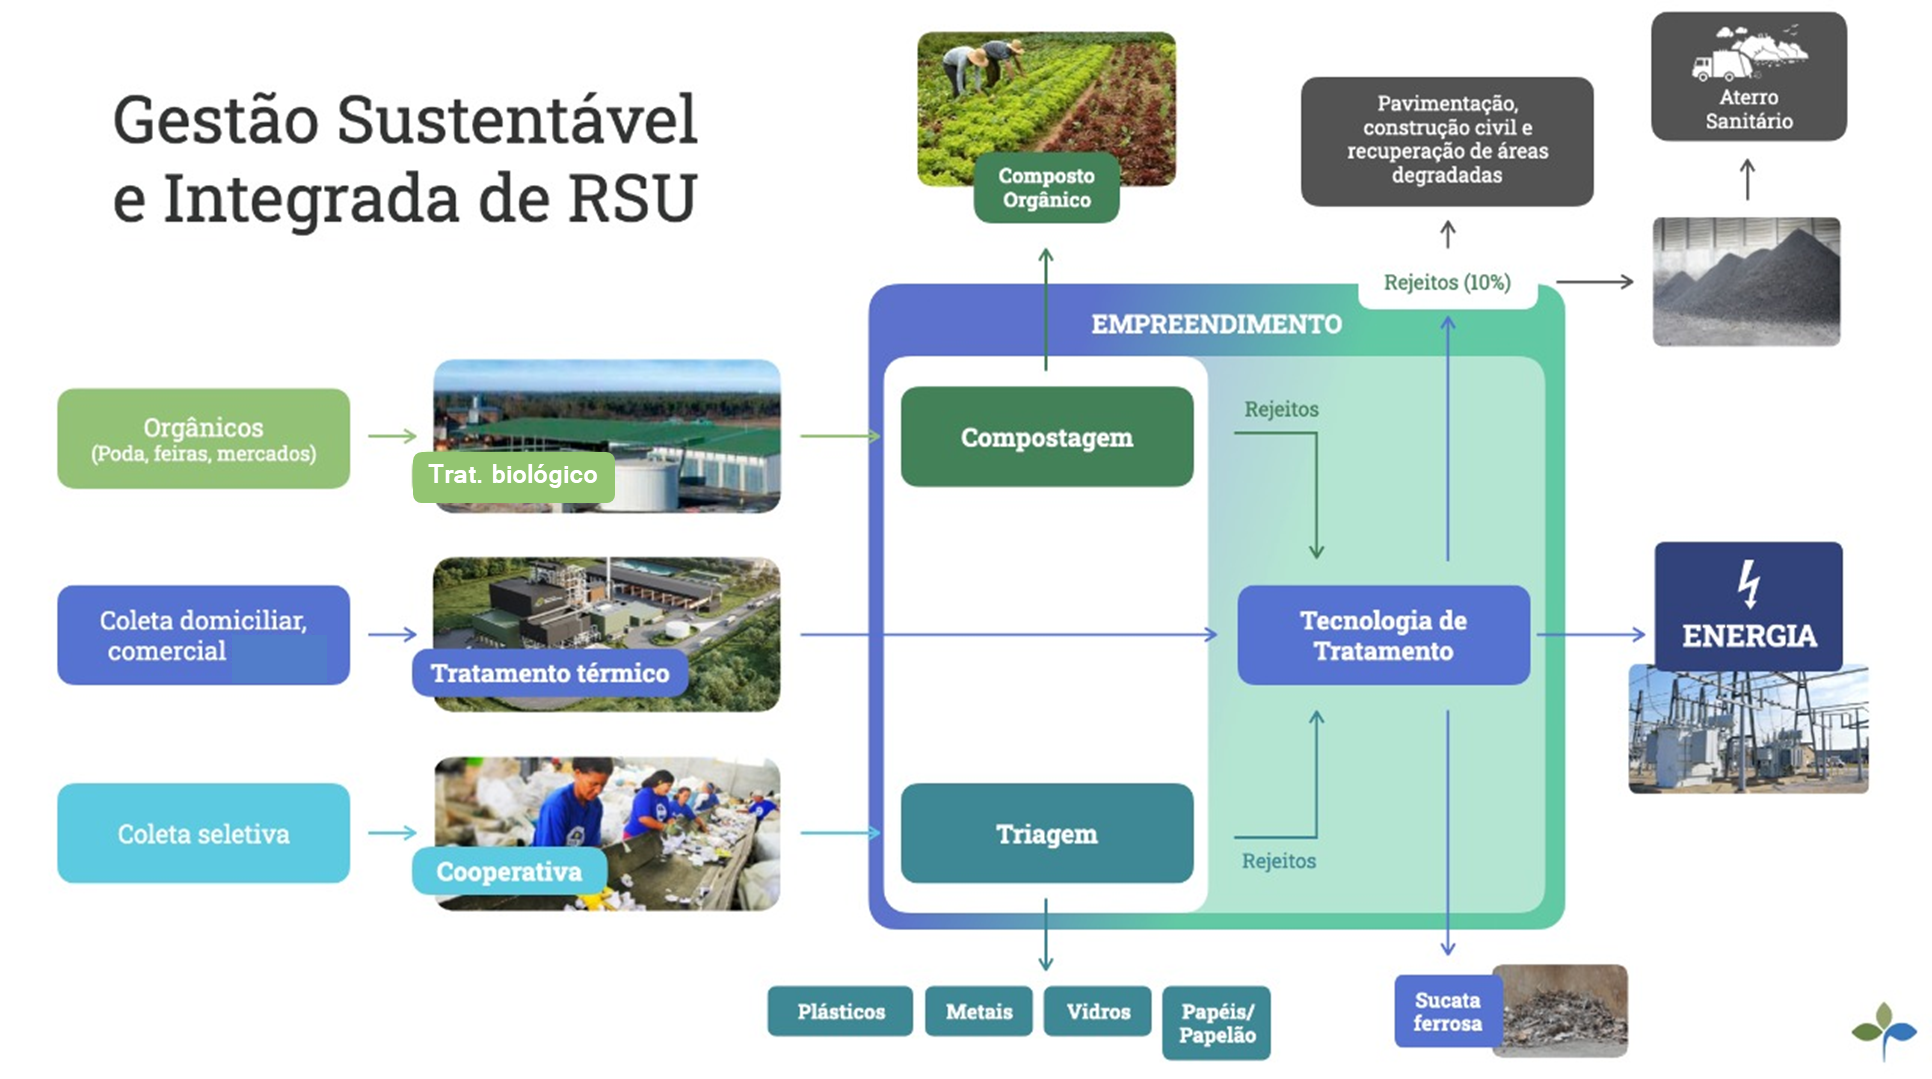 Gestão Sustentável
e Integrada de RSU
Composto
Orgânico
Pavimentação,
construção civil e
recuperação de áreas
degradadas
Aterro
Sanitário
Rejeitos (10%)
EMPREENDIMENTO
Orgânicos
(Poda, feiras, mercados)
Trat. biológico
Compostagem
Rejeitos
Coleta domiciliar,
comercial
Tratamento térmico
Tecnologia de
Tratamento
ENERGIA
Coleta seletiva
Cooperativa
Triagem
Rejeitos
Plásticos
Metais
Vidros
Papéis/
Papelão
Sucata
ferrosa